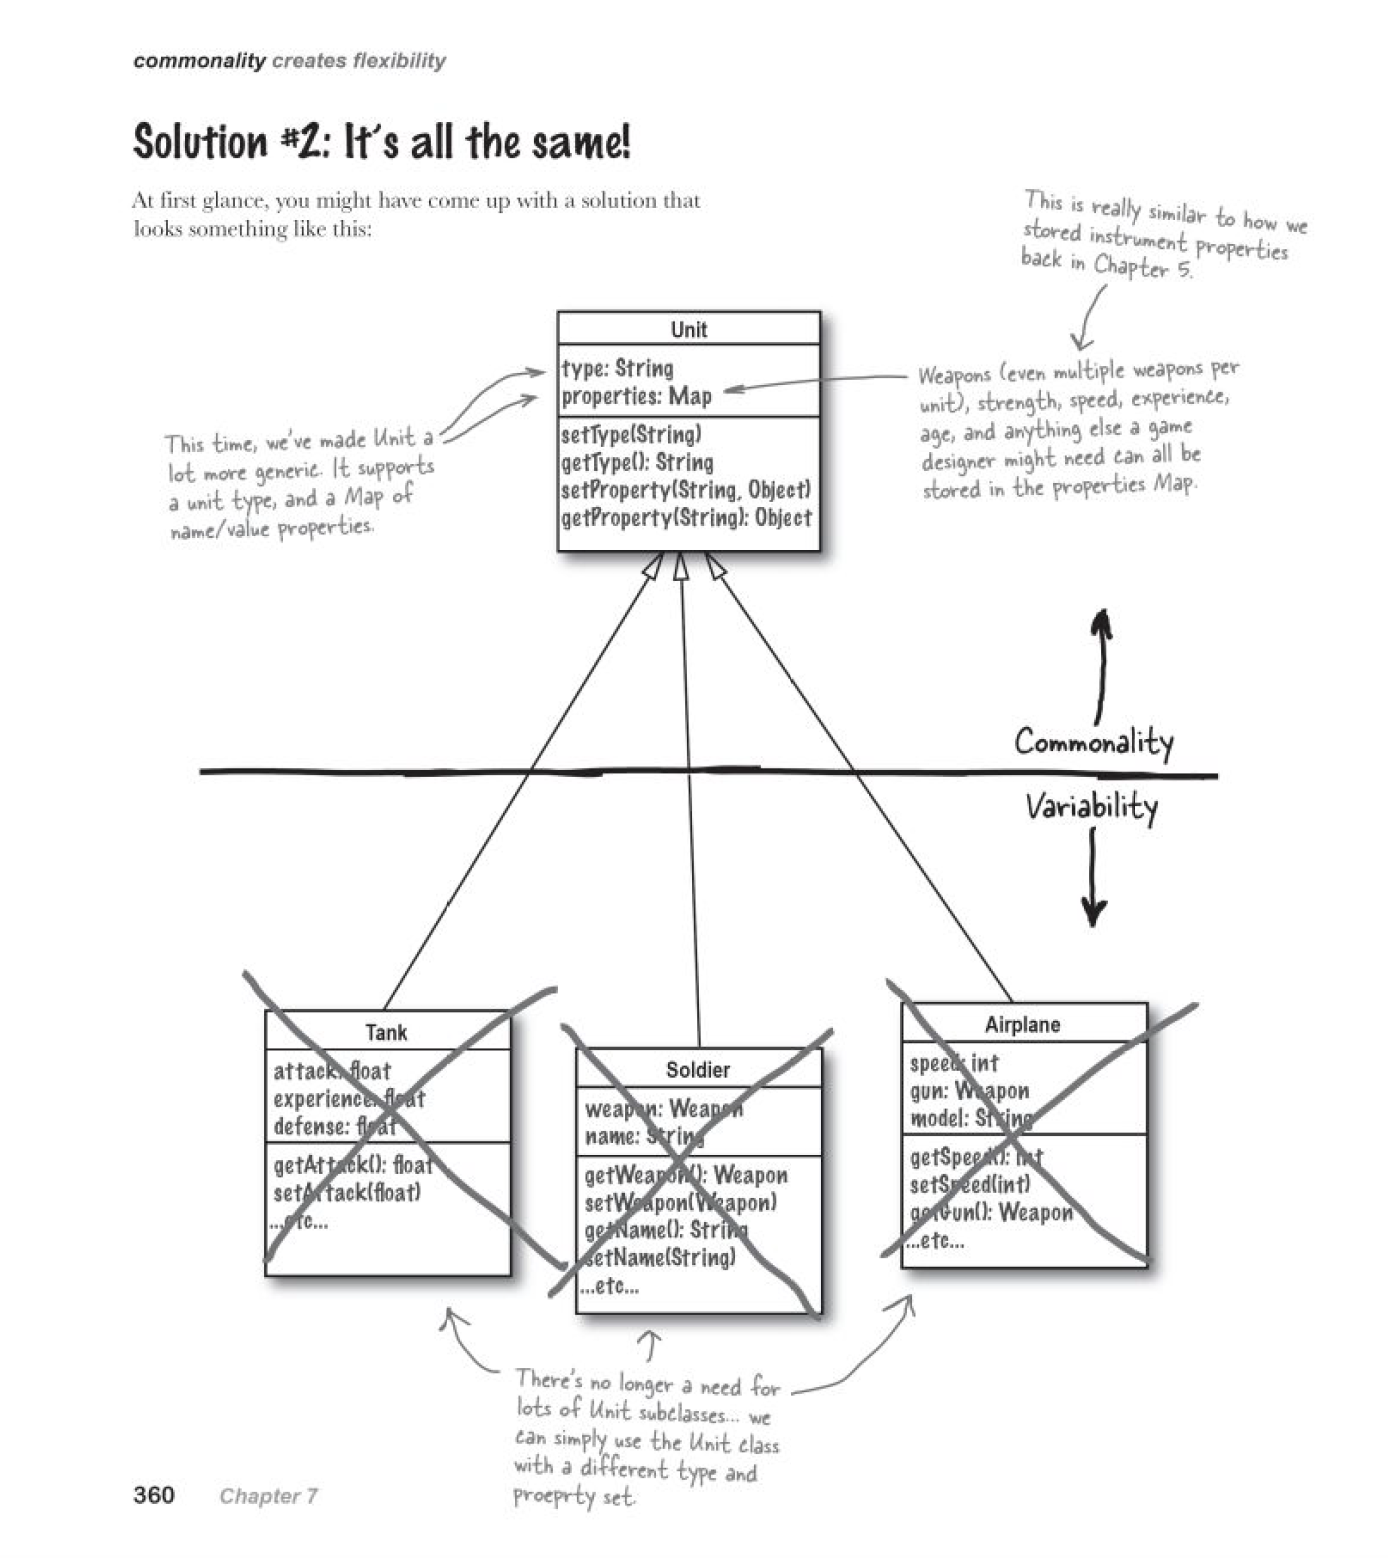 commonality creates flexibility
Solution #2: It's all the same!
At first glance, you might have come up with a solution that
looks something like this:
This is really similar to how we
stored instrument properties
back in Chapter 5.
Unit
type: String
properties: Map
setType(String)
getType(): String
setProperty(String, Object)
getProperty(String): Object
Weapons (even multiple weapons per
unit), strength, speed, experience,
age, and anything else a game
designer might need can all be
stored in the properties Map.
This time, we've made Unit a
lot more generic. It supports
a unit type, and a Map of
name/value properties.
Commonality
Variability
Tank
attack: float
experience: float
defense: float
getAttack(): float
setAttack(float)
...etc...
Soldier
weapon: Weapon
name: String
getWeapon(): Weapon
setWeapon(Weapon)
getName(): String
setName(String)
...etc...
Airplane
speed: int
gun: Weapon
model: String
getSpeed(): int
setSpeed(int)
getGun(): Weapon
...etc...
There's no longer a need for
lots of Unit subclasses... we
can simply use the Unit class
with a different type and
proeprty set.
360 Chapter 7